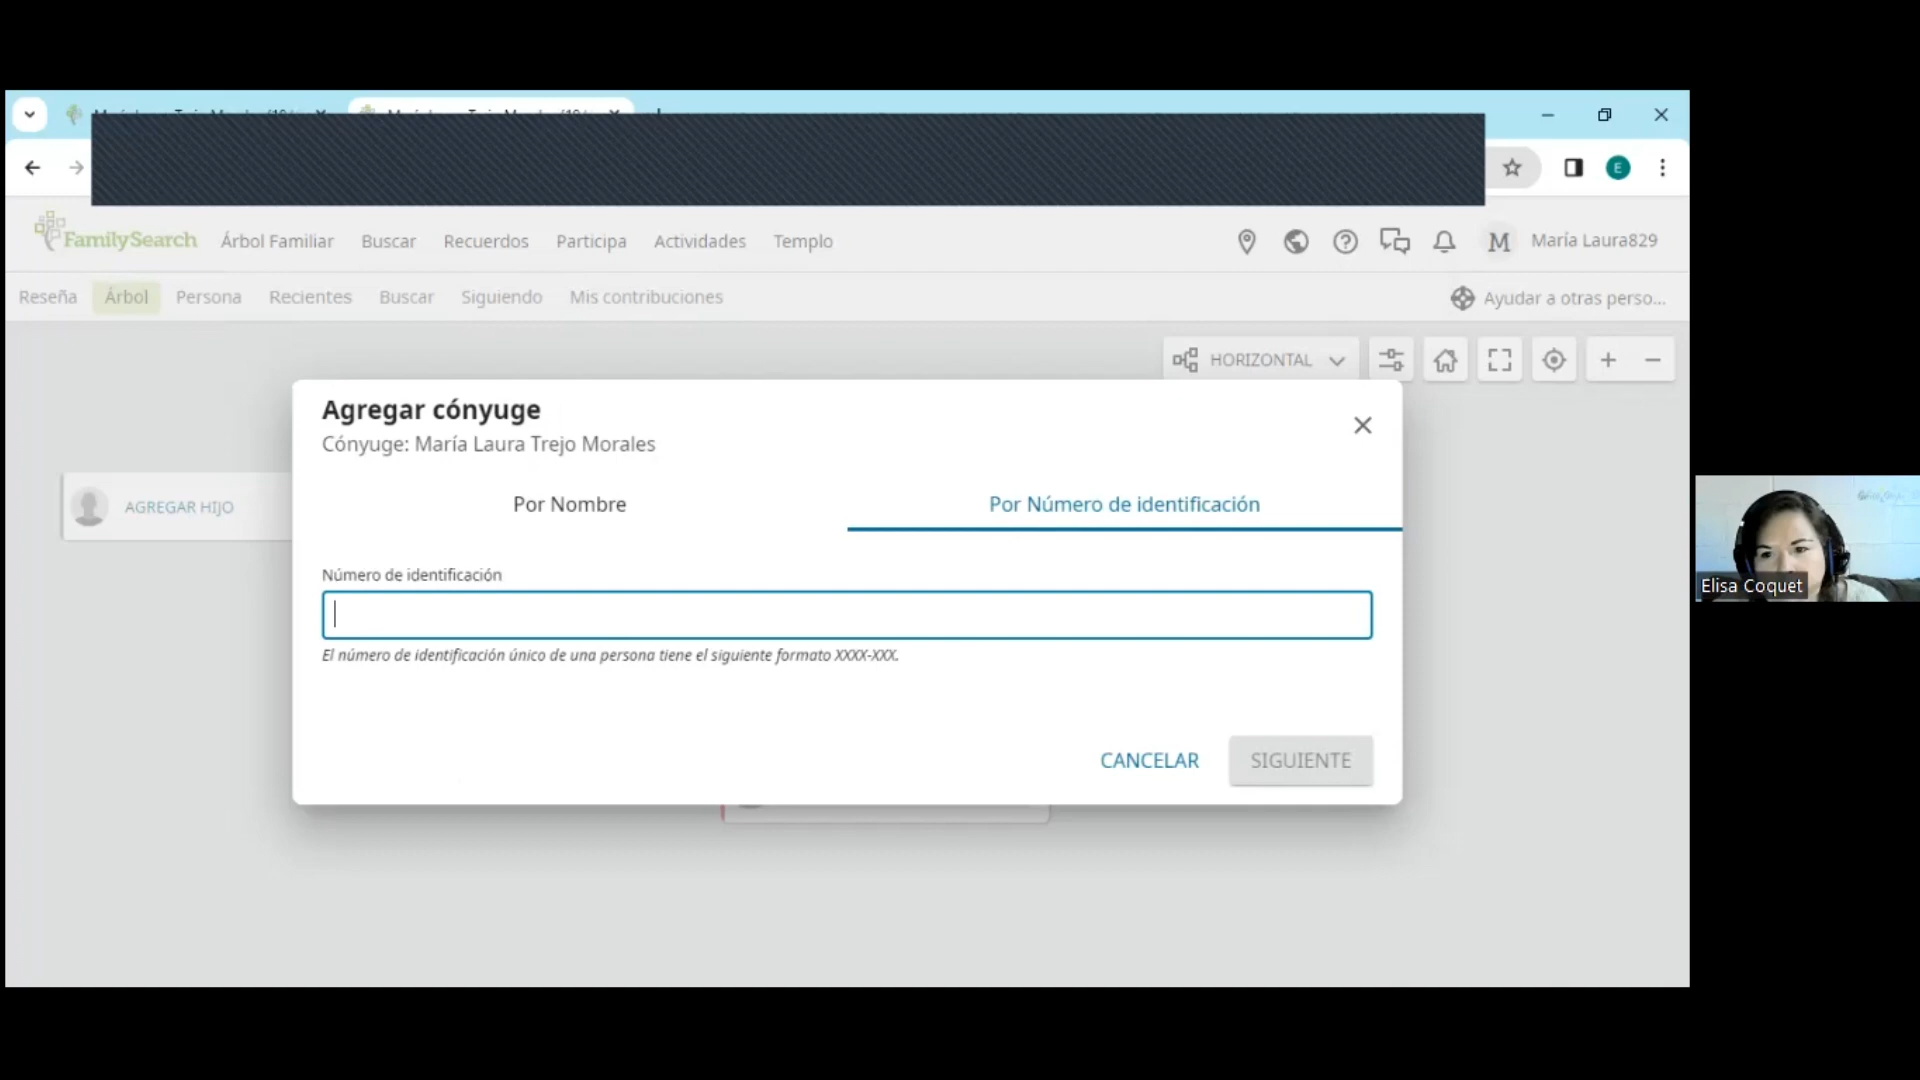 E
FamilySearch
Árbol Familiar
Buscar
Recuerdos
Participa
Actividades
Templo
M
María Laura829
Reseña
Árbol
Persona
Recientes
Buscar
Siguiendo
Mis contribuciones
Ayudar a otras perso...
HORIZONTAL
Agregar cónyuge
Cónyuge: María Laura Trejo Morales
AGREGAR HIJO
Por Nombre
Por Número de identificación
Número de identificación
El número de identificación único de una persona tiene el siguiente formato XXXX-XXX.
CANCELAR
SIGUIENTE
Elisa Coquet